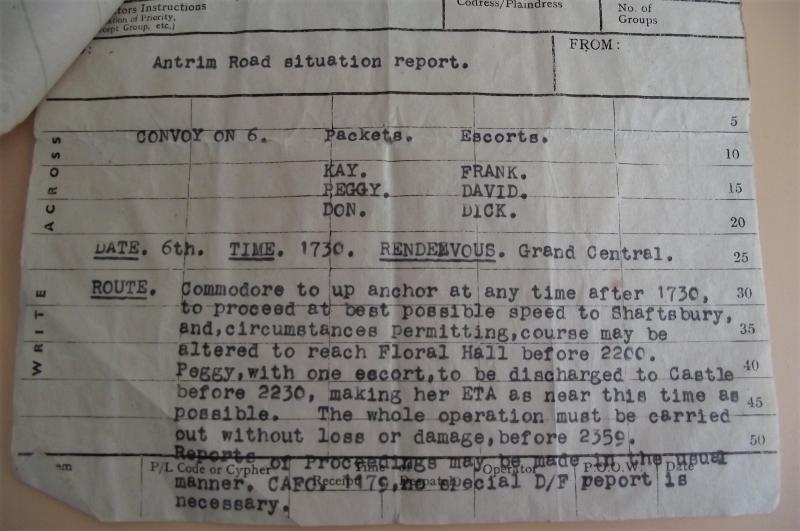 tors Instructions
ation of Priority,
cept Group, etc.)
Codress/Plaindress
No. of
Groups
FROM:
Antrim Road situation report.
5
CONVOY ON 6. Packets. Escorts.
10
KAY. FRANK.
PEGGY. DAVID. 15
DON. DICK.
20
DATE. 6th. TIME. 1730. RENDEZVOUS. Grand Central. 25
ROUTE. Commodore to up anchor at any time after 1730, 30
to proceed at best possible speed to Shaftsbury,
and,circumstances permitting,course may be 35
altered to reach Floral Hall before 2200.
Peggy,with one escort,to be discharged to Castle 40
before 2230, making her ETA as near this time as 45
possible. The whole operation must be carried
out without loss or damage,before 2359. 50
Reports of Proceedings may be made in the usual
P/L Code or Cypher Time Operator P.O.O.W. Date
manner. CAFO. 1179,no special D/F peport is
Receipt Despatch
necessary.
ACROSS
WRITE